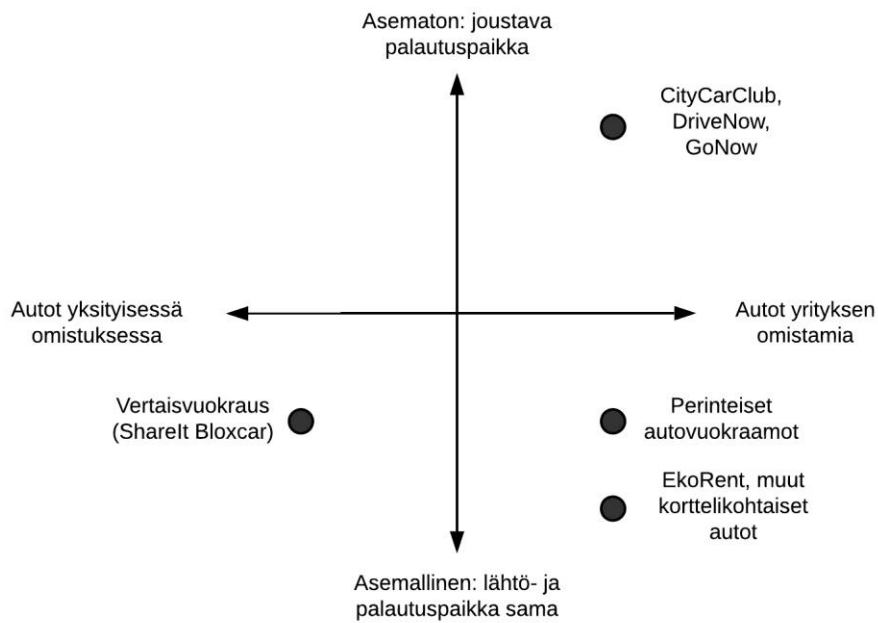 Asematon: joustava
palautuspaikka
CityCarClub,
DriveNow,
GoNow
Autot yksityisessä
omistuksessa
Autot yrityksen
omistamia
Vertaisvuokraus
(ShareIt Bloxcar)
Perinteiset
autovuokraamot
EkoRent, muut
korttelikohtaiset
autot
Asemallinen: lähtö- ja
palautuspaikka sama